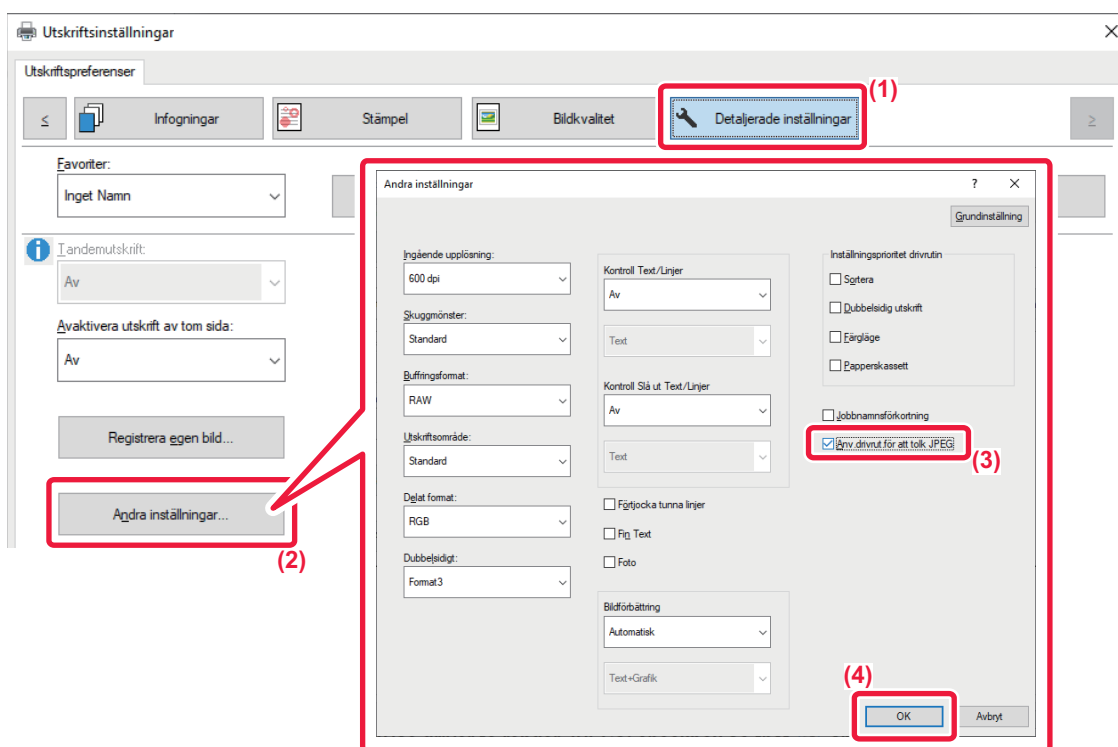 Utskriftsinställningar
Utskriftspreferenser
(1)
<
Infogningar
Stämpel
Bildkvalitet
Detaljerade inställningar
>
Favoriter:
Inget Namn
Tandemutskrift:
Av
Avaktivera utskrift av tom sida:
Av
Registrera egen bild...
Andra inställningar...
(2)
Andra inställningar
?
Grundinställning
Ingående upplösning:
600 dpi
Skuggmönster:
Standard
Buffringsformat:
RAW
Utskriftsområde:
Standard
Delat format:
RGB
Dubbelsidigt:
Format3
Kontroll Text/Linjer
Av
Text
Kontroll Slå ut Text/Linjer
Av
Text
Förtjocka tunna linjer
Fin Text
Foto
Bildförbättring
Automatisk
Text+Grafik
Inställningsprioritet drivrutin
Sortera
Dubbelsidig utskrift
Färgläge
Papperskassett
Jobbnamnsförkortning
Anv.drivrut.för att tolk JPEG
(3)
(4)
OK
Avbryt